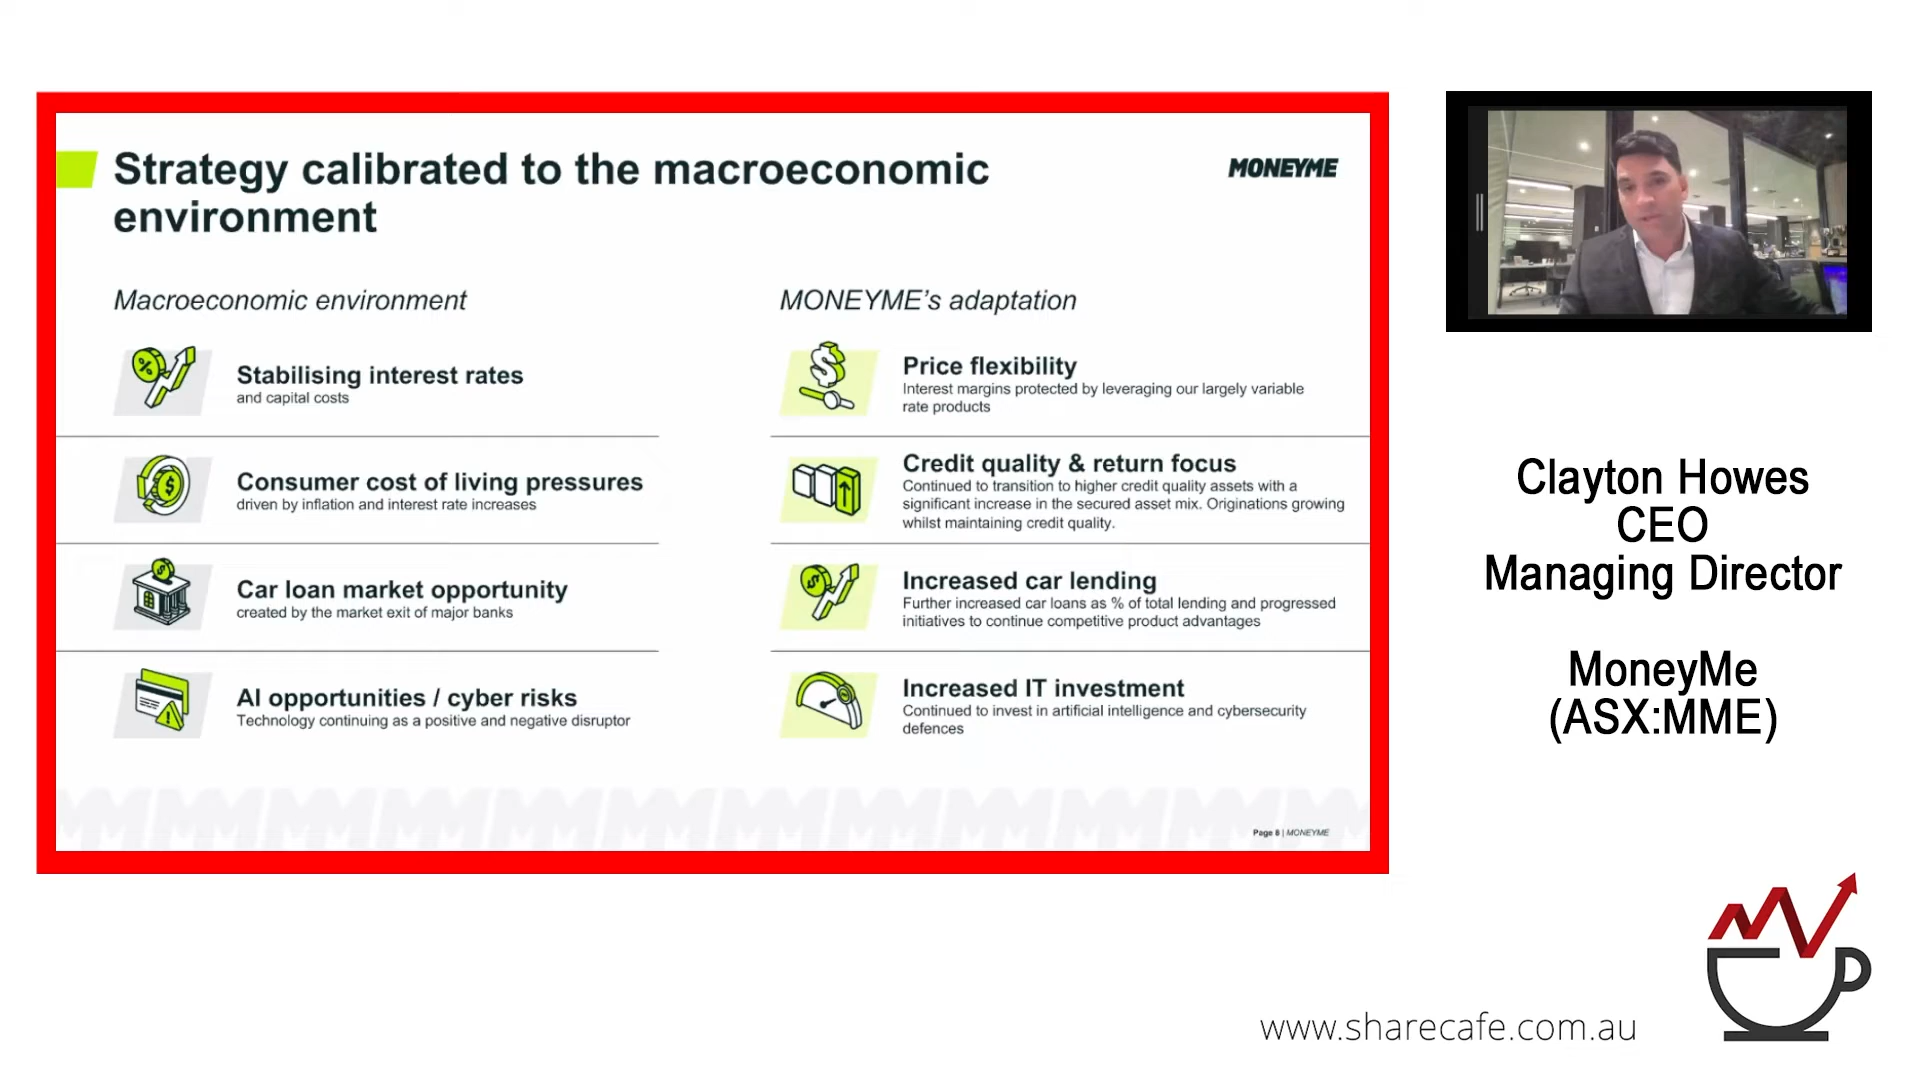 Strategy calibrated to the macroeconomic
environment
MONEYME
Macroeconomic environment
Stabilising interest rates
and capital costs
Consumer cost of living pressures
driven by inflation and interest rate increases
Car loan market opportunity
created by the market exit of major banks
AI opportunities / cyber risks
Technology continuing as a positive and negative disruptor
MONEYME's adaptation
Price flexibility
Interest margins protected by leveraging our largely variable
rate products
Credit quality & return focus
Continued to transition to higher credit quality assets with a
significant increase in the secured asset mix. Originations growing
whilst maintaining credit quality.
Increased car lending
Further increased car loans as % of total lending and progressed
initiatives to continue competitive product advantages
Increased IT investment
Continued to invest in artificial intelligence and cybersecurity
defences
Page 8 | MONEYME
Clayton Howes
CEO
Managing Director
MoneyMe
(ASX:MME)
www.sharecafe.com.au